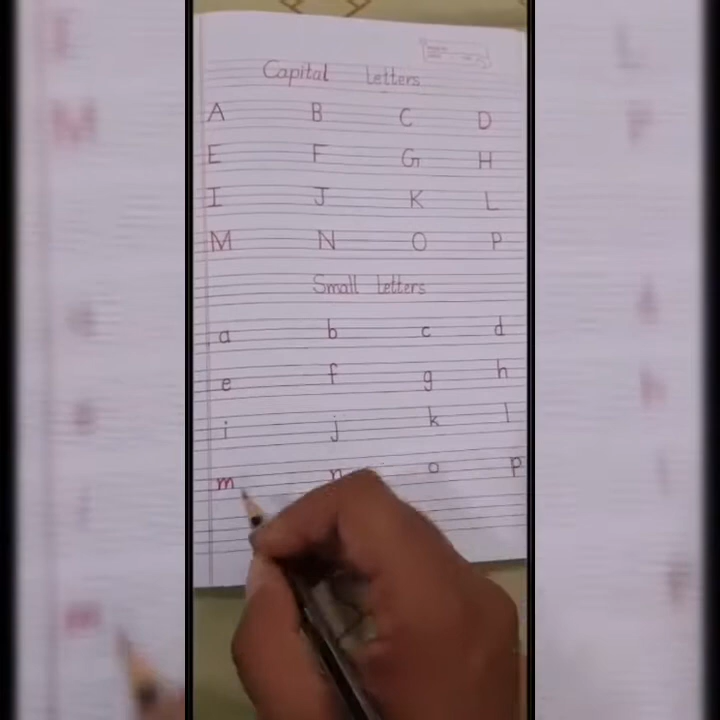 Capital Letters
A B C D
E F G H
I J K L
M N O P
Small letters
a b c d
e f g h
i j k l
m n o p